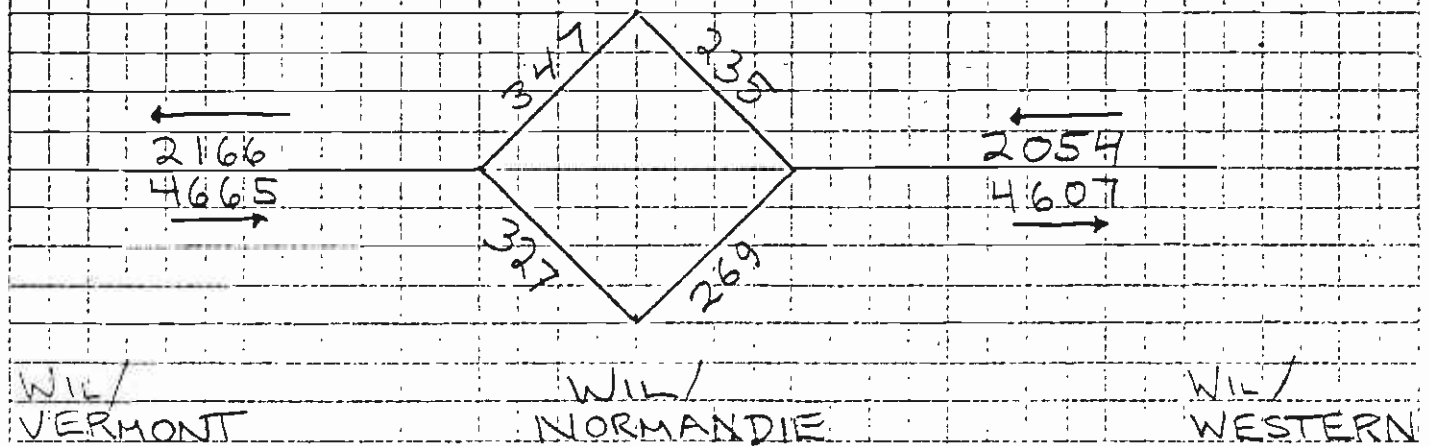 347 235
2166 2054
4665 4607
327 269
WIL/ WIL/ WIL/
VERMONT NORMANDIE WESTERN